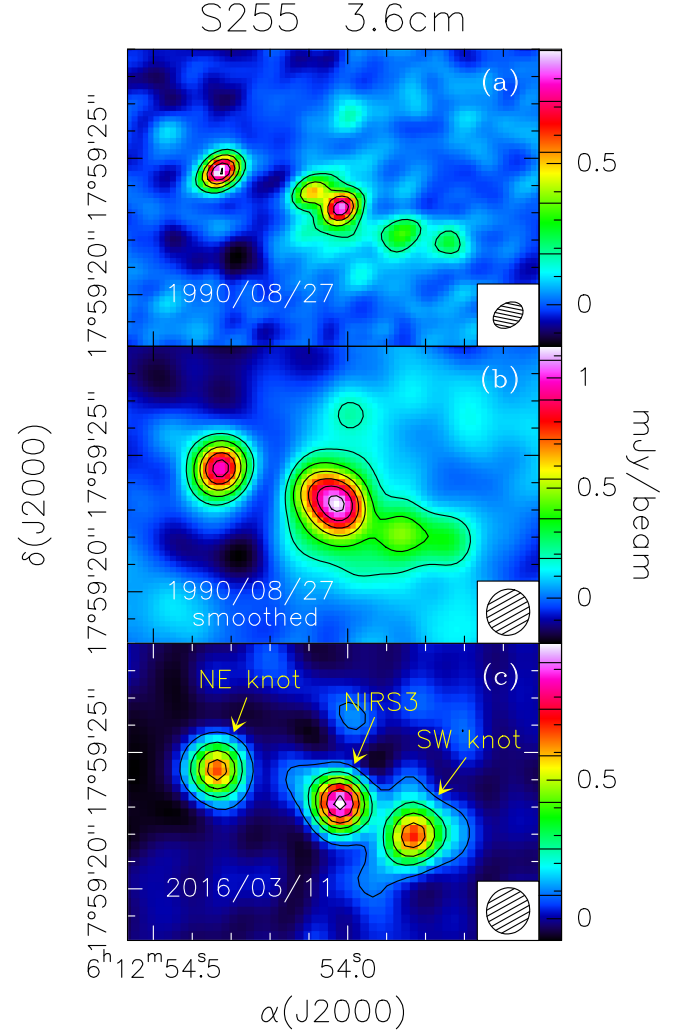 S255 3.6cm
(a)
17°59'25''
17°59'20''
0.5
0
1990/08/27
(b)
17°59'25''
17°59'20''
1
0.5
0
1990/08/27
smoothed
δ(J2000)
mJy/beam
(c)
NE knot
NIRS3
SW knot
17°59'25''
17°59'20''
0.5
0
2016/03/11
6ʰ12ᵐ54ˢ.5
54ˢ.0
α(J2000)